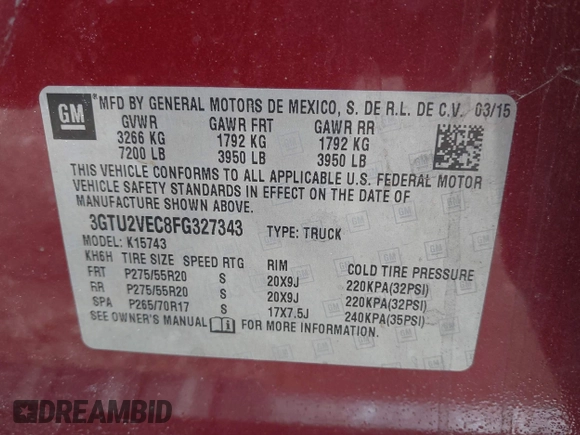 GM
*MFD BY GENERAL MOTORS DE MEXICO, S. DE R.L. DE C.V. 03/15
GVWR GAWR FRT GAWR RR
3266 KG 1792 KG 1792 KG
7200 LB 3950 LB 3950 LB
THIS VEHICLE CONFORMS TO ALL APPLICABLE U.S. FEDERAL MOTOR
VEHICLE SAFETY STANDARDS IN EFFECT ON THE DATE OF
MANUFACTURE SHOWN ABOVE.
3GTU2VEC8FG327343 TYPE: TRUCK
MODEL: K15743
KH6H TIRE SIZE SPEED RTG RIM COLD TIRE PRESSURE
FRT P275/55R20 S 20X9J 220KPA(32PSI)
RR P275/55R20 S 20X9J 220KPA(32PSI)
SPA P265/70R17 S 17X7.5J 240KPA(35PSI)
SEE OWNER'S MANUAL FOR MORE INFORMATION.
DREAMBID